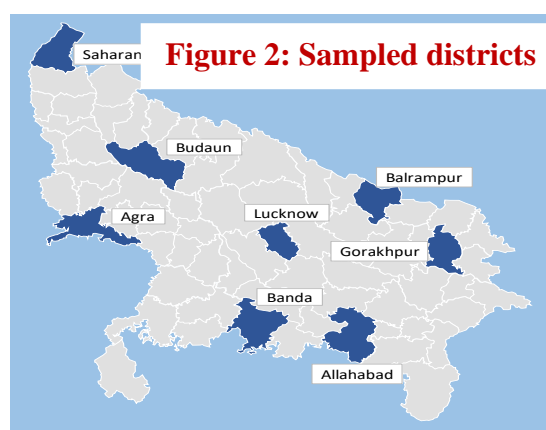 Figure 2: Sampled districts
Saharan
Budaun
Balrampur
Agra
Lucknow
Gorakhpur
Banda
Allahabad